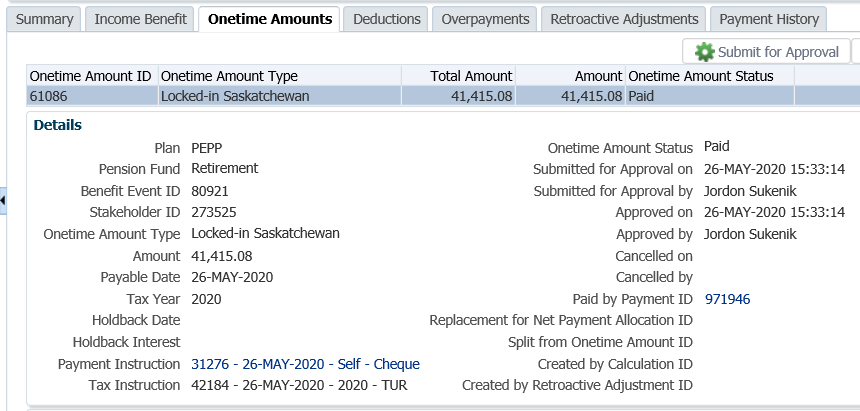 Summary Income Benefit Onetime Amounts Deductions Overpayments Retroactive Adjustments Payment History
Submit for Approval
Onetime Amount ID Onetime Amount Type Total Amount Amount Onetime Amount Status
61086 Locked-in Saskatchewan 41,415.08 41,415.08 Paid
Details
Plan PEPP Onetime Amount Status Paid
Pension Fund Retirement Submitted for Approval on 26-MAY-2020 15:33:14
Benefit Event ID 80921 Submitted for Approval by Jordon Sukenik
Stakeholder ID 273525 Approved on 26-MAY-2020 15:33:14
Onetime Amount Type Locked-in Saskatchewan Approved by Jordon Sukenik
Amount 41,415.08 Cancelled on
Payable Date 26-MAY-2020 Cancelled by
Tax Year 2020 Paid by Payment ID 971946
Holdback Date Replacement for Net Payment Allocation ID
Holdback Interest Split from Onetime Amount ID
Payment Instruction 31276 - 26-MAY-2020 - Self - Cheque Created by Calculation ID
Tax Instruction 42184 - 26-MAY-2020 - 2020 - TUR Created by Retroactive Adjustment ID